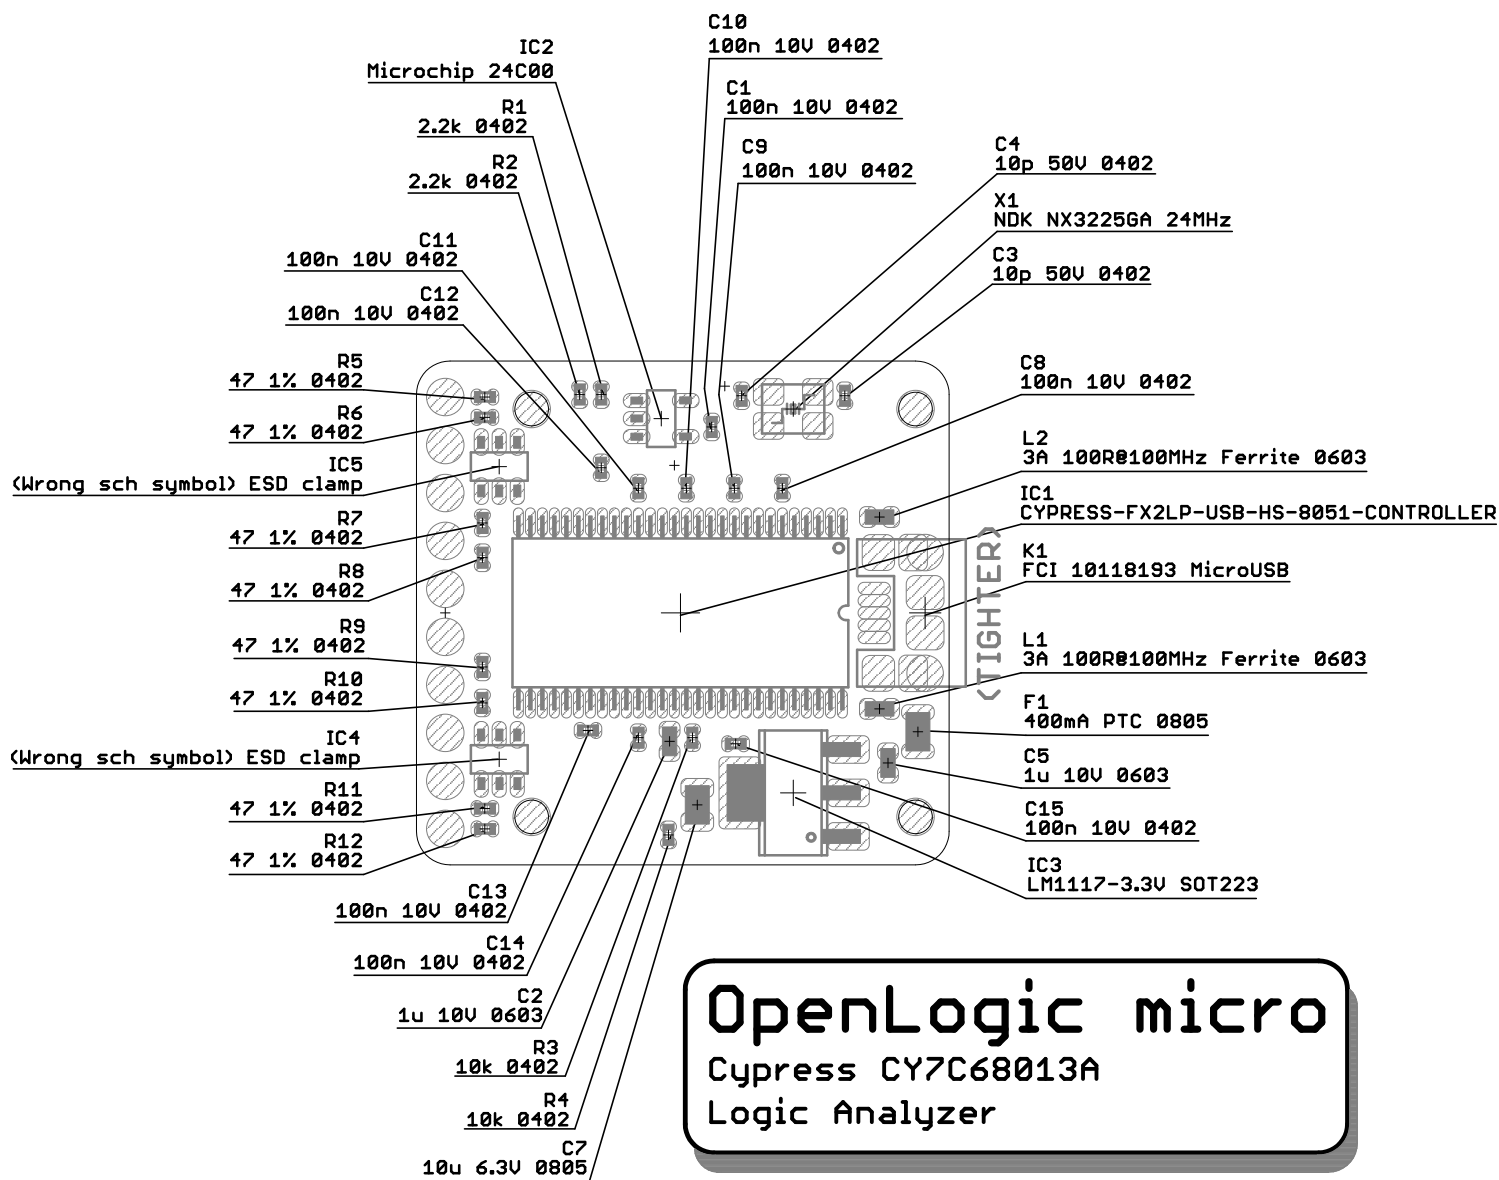 C10
100n 10V 0402
IC2
Microchip 24C00
C1
100n 10V 0402
R1
2.2k 0402
C9
100n 10V 0402
C4
10p 50V 0402
R2
2.2k 0402
X1
NDK NX3225GA 24MHz
C11
100n 10V 0402
C3
10p 50V 0402
C12
100n 10V 0402
R5
47 1% 0402
C8
100n 10V 0402
R6
47 1% 0402
L2
3A 100R@100MHz Ferrite 0603
IC5
(Wrong sch symbol) ESD clamp
IC1
CYPRESS-FX2LP-USB-HS-8051-CONTROLLER
R7
47 1% 0402
K1
FCI 10118193 MicroUSB
(TIGHTER)
R8
47 1% 0402
R9
47 1% 0402
L1
3A 100R@100MHz Ferrite 0603
R10
47 1% 0402
F1
400mA PTC 0805
IC4
(Wrong sch symbol) ESD clamp
C5
1u 10V 0603
R11
47 1% 0402
C15
100n 10V 0402
R12
47 1% 0402
IC3
LM1117-3.3V SOT223
C13
100n 10V 0402
C14
100n 10V 0402
C2
1u 10V 0603
R3
10k 0402
R4
10k 0402
C7
10u 6.3V 0805
OpenLogic micro
Cypress CY7C68013A
Logic Analyzer